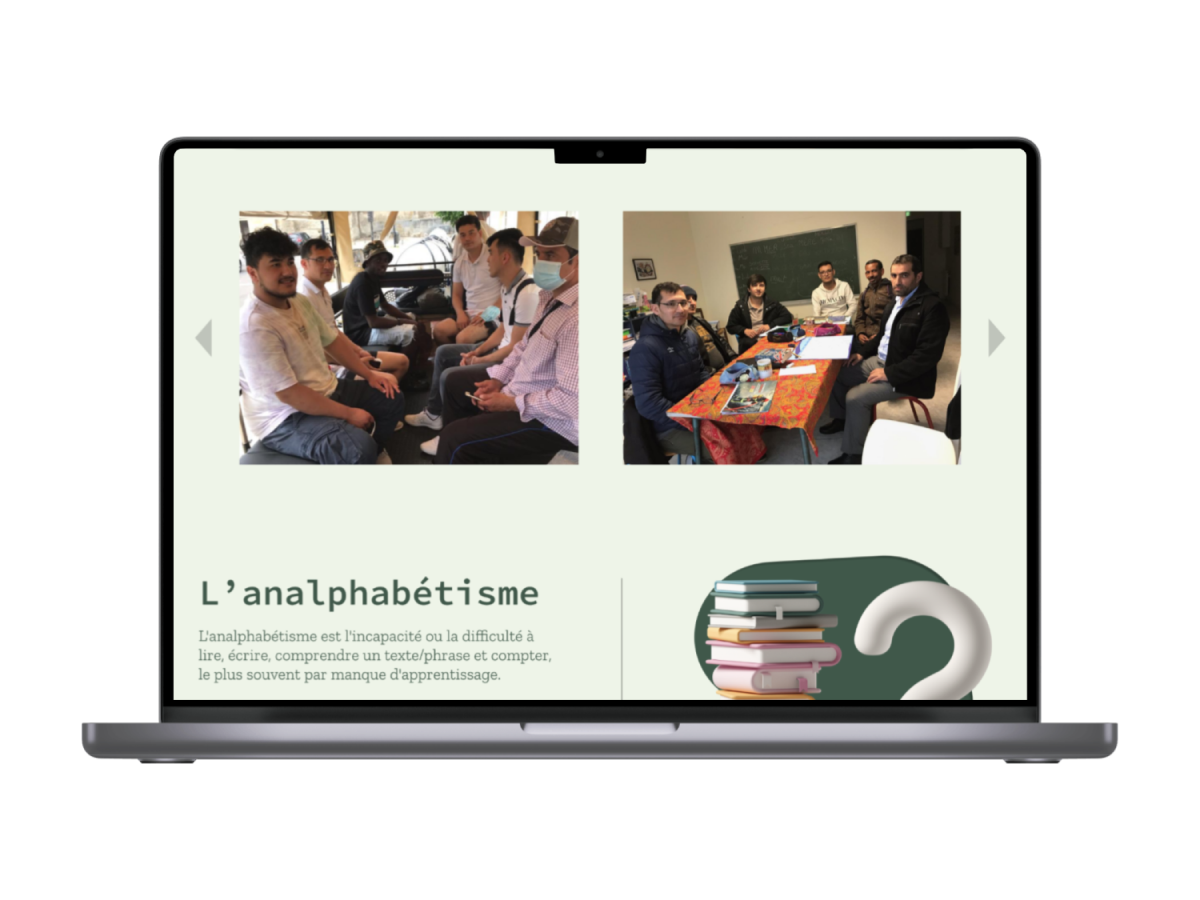 L'analphabétisme
L'analphabétisme est l'incapacité ou la difficulté à
lire, écrire, comprendre un texte/phrase et compter,
le plus souvent par manque d'apprentissage.